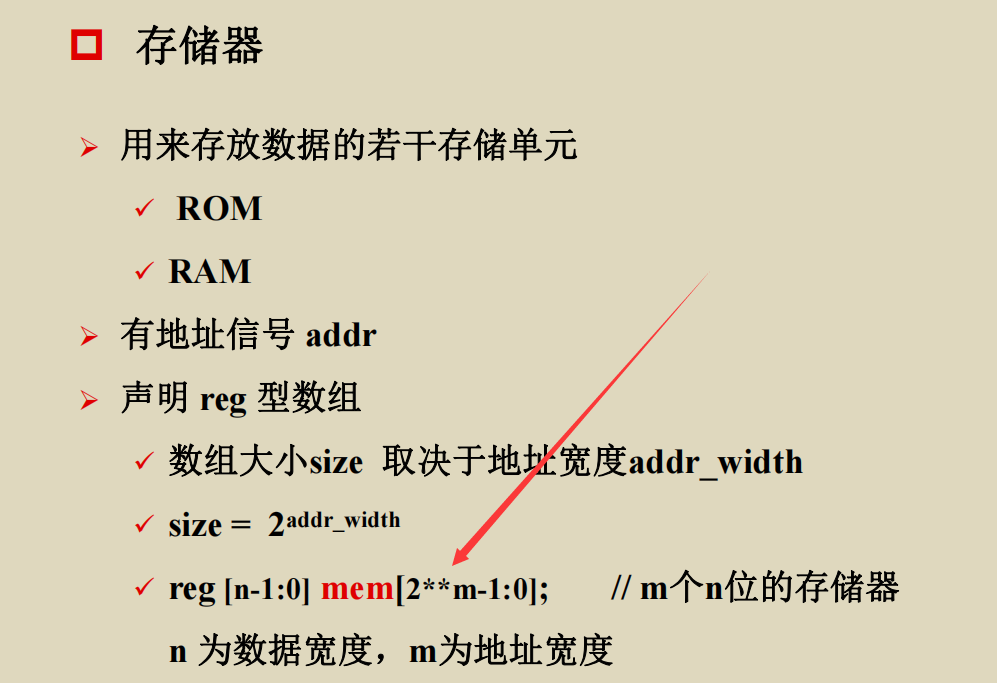 存储器
用来存放数据的若干存储单元
ROM
RAM
有地址信号 addr
声明 reg 型数组
数组大小size 取决于地址宽度addr_width
size = 2addr_width
reg [n-1:0] mem[2**m-1:0]; // m个n位的存储器
n 为数据宽度，m为地址宽度